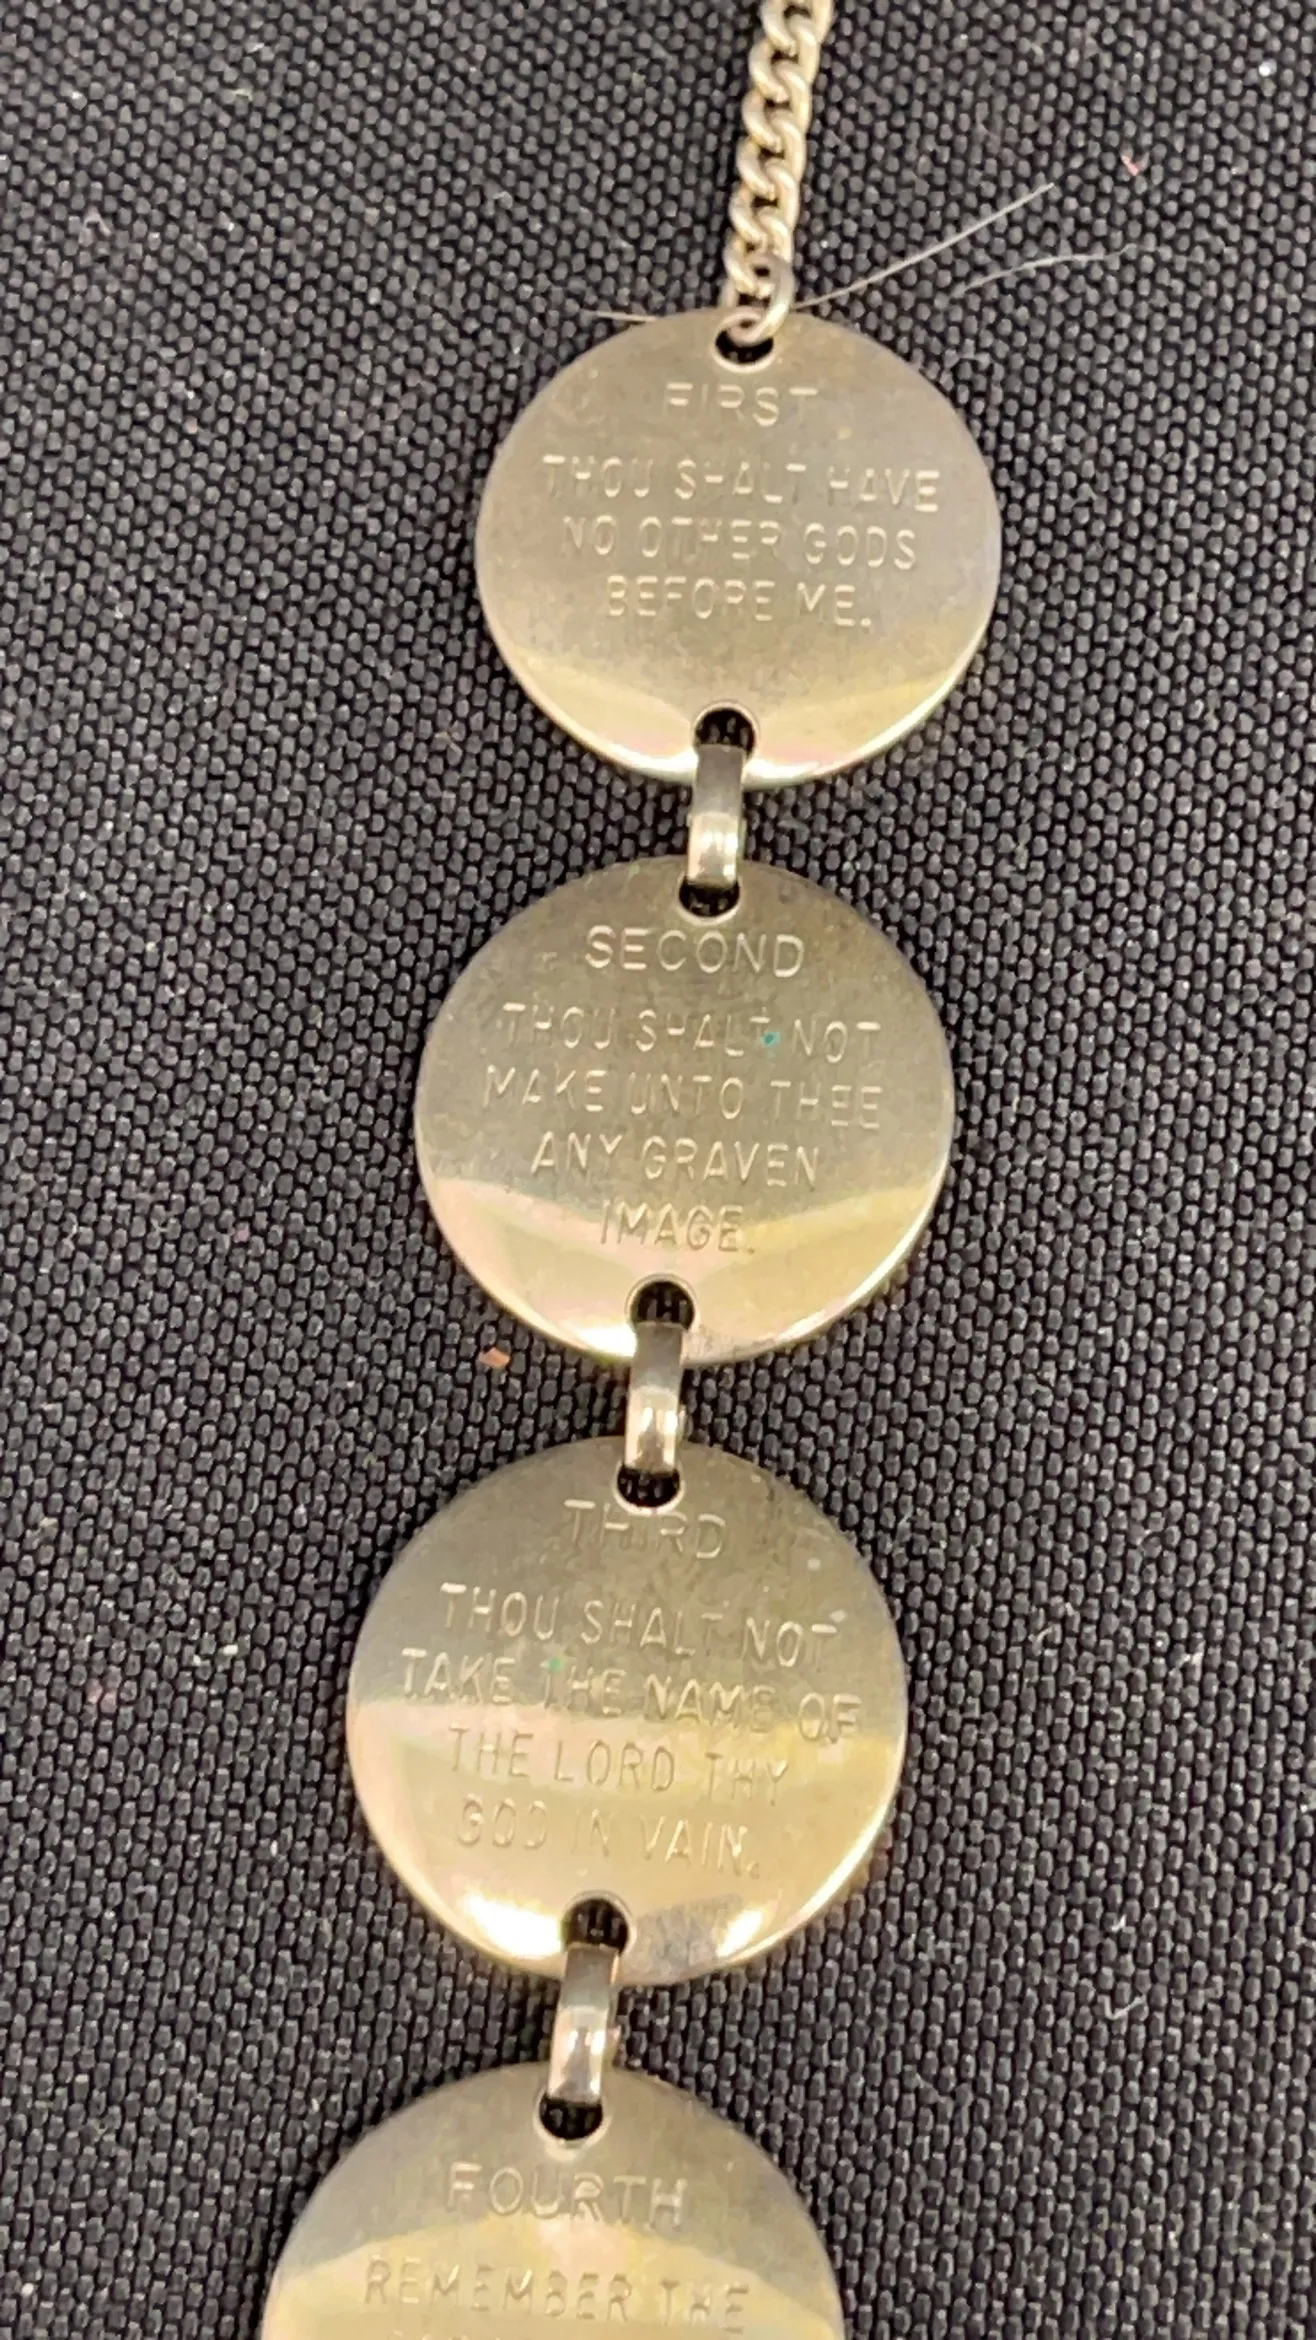 FIRST
THOU SHALT HAVE
NO OTHER GODS
BEFORE ME.
SECOND
THOU SHALT NOT
MAKE UNTO THEE
ANY GRAVEN
IMAGE.
THIRD
THOU SHALT NOT
TAKE THE NAME OF
THE LORD THY
GOD IN VAIN.
FOURTH
REMEMBER THE